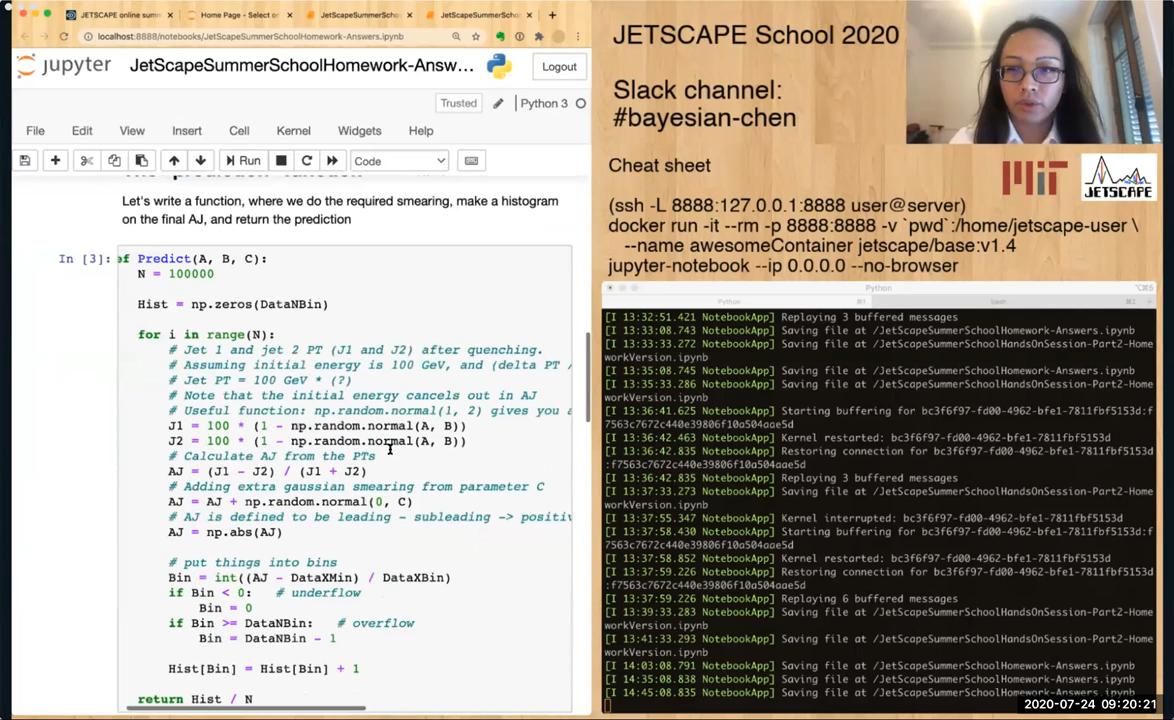 JETSCAPE online sum
Home Page - Select or
JetScapeSummerSchool
JetScapeSummerSchool
localhost:8888/notebooks/JetScapeSummerSchoolHomework-Answers.ipynb
jupyter
JetScapeSummerSchoolHomework-Answ...
Logout
Trusted
Python 3
File Edit View Insert Cell Kernel Widgets Help
Run
Code
Let's write a function, where we do the required smearing, make a histogram
on the final AJ, and return the prediction
In [3]:
ef Predict(A, B, C):
N = 100000
Hist = np.zeros(DataNBin)
for i in range(N):
# Jet 1 and jet 2 PT (J1 and J2) after quenching.
# Assuming initial energy is 100 GeV, and (delta PT /
# Jet PT = 100 GeV * (?)
# Note that the initial energy cancels out in AJ
# Useful function: np.random.normal(1, 2) gives you a
J1 = 100 * (1 - np.random.normal(A, B))
J2 = 100 * (1 - np.random.normal(A, B))
# Calculate AJ from the PTs
AJ = (J1 - J2) / (J1 + J2)
# Adding extra gaussian smearing from parameter C
AJ = AJ + np.random.normal(0, C)
# AJ is defined to be leading - subleading -> positiv
AJ = np.abs(AJ)
# put things into bins
Bin = int((AJ - DataXMin) / DataXBin)
if Bin < 0: # underflow
Bin = 0
if Bin >= DataNBin: # overflow
Bin = DataNBin - 1
Hist[Bin] = Hist[Bin] + 1
return Hist / N
JETSCAPE School 2020
Slack channel:
#bayesian-chen
Cheat sheet
MIT
JETSCAPE
(ssh -L 8888:127.0.0.1:8888 user@server)
docker run -it --rm -p 8888:8888 -v `pwd`:/home/jetscape-user \
--name awesomeContainer jetscape/base:v1.4
jupyter-notebook --ip 0.0.0.0 --no-browser
Python
Python
bash
[I 13:32:51.421 NotebookApp] Replaying 3 buffered messages
[I 13:33:08.743 NotebookApp] Saving file at /JetScapeSummerSchoolHomework-Answers.ipynb
[I 13:33:33.272 NotebookApp] Saving file at /JetScapeSummerSchoolHandsOnSession-Part2-Home
workVersion.ipynb
[I 13:35:08.745 NotebookApp] Saving file at /JetScapeSummerSchoolHomework-Answers.ipynb
[I 13:35:33.286 NotebookApp] Saving file at /JetScapeSummerSchoolHandsOnSession-Part2-Home
workVersion.ipynb
[I 13:36:41.625 NotebookApp] Starting buffering for bc3f6f97-fd00-4962-bfe1-7811fbf5153d:f
7563c7672c440e39806f10a504aae5d
[I 13:36:42.463 NotebookApp] Kernel restarted: bc3f6f97-fd00-4962-bfe1-7811fbf5153d
[I 13:36:42.835 NotebookApp] Restoring connection for bc3f6f97-fd00-4962-bfe1-7811fbf5153d
:f7563c7672c440e39806f10a504aae5d
[I 13:36:42.835 NotebookApp] Replaying 3 buffered messages
[I 13:37:33.273 NotebookApp] Saving file at /JetScapeSummerSchoolHandsOnSession-Part2-Home
workVersion.ipynb
[I 13:37:55.347 NotebookApp] Kernel interrupted: bc3f6f97-fd00-4962-bfe1-7811fbf5153d
[I 13:37:58.430 NotebookApp] Starting buffering for bc3f6f97-fd00-4962-bfe1-7811fbf5153d:f
7563c7672c440e39806f10a504aae5d
[I 13:37:58.852 NotebookApp] Kernel restarted: bc3f6f97-fd00-4962-bfe1-7811fbf5153d
[I 13:37:59.226 NotebookApp] Restoring connection for bc3f6f97-fd00-4962-bfe1-7811fbf5153d
:f7563c7672c440e39806f10a504aae5d
[I 13:37:59.226 NotebookApp] Replaying 6 buffered messages
[I 13:39:33.283 NotebookApp] Saving file at /JetScapeSummerSchoolHandsOnSession-Part2-Home
workVersion.ipynb
[I 13:41:33.293 NotebookApp] Saving file at /JetScapeSummerSchoolHandsOnSession-Part2-Home
workVersion.ipynb
[I 14:03:08.791 NotebookApp] Saving file at /JetScapeSummerSchoolHomework-Answers.ipynb
[I 14:35:08.838 NotebookApp] Saving file at /JetScapeSummerSchoolHomework-Answers.ipynb
[I 14:45:08.835 NotebookApp] Saving file at /JetScapeSummerSchoolHomework-Answers.ipynb
2020-07-24 09:20:21